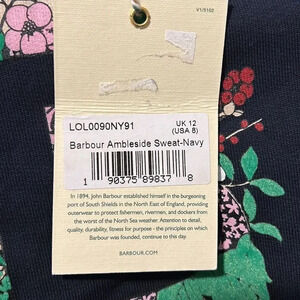 V1/5102
LOL0090NY91
UK 12
(USA 8)
Barbour Ambleside Sweat-Navy
1 90375 89837 8
In 1894, John Barbour established himself in the burgeoning
port of South Shields in the North East of England, providing
outerwear to protect fishermen, rivermen, and dockers from
the worst of the North Sea weather. Attention to detail,
quality, durability, fitness for purpose - the principles on which
Barbour was founded, continue to this day.
BARBOUR.COM